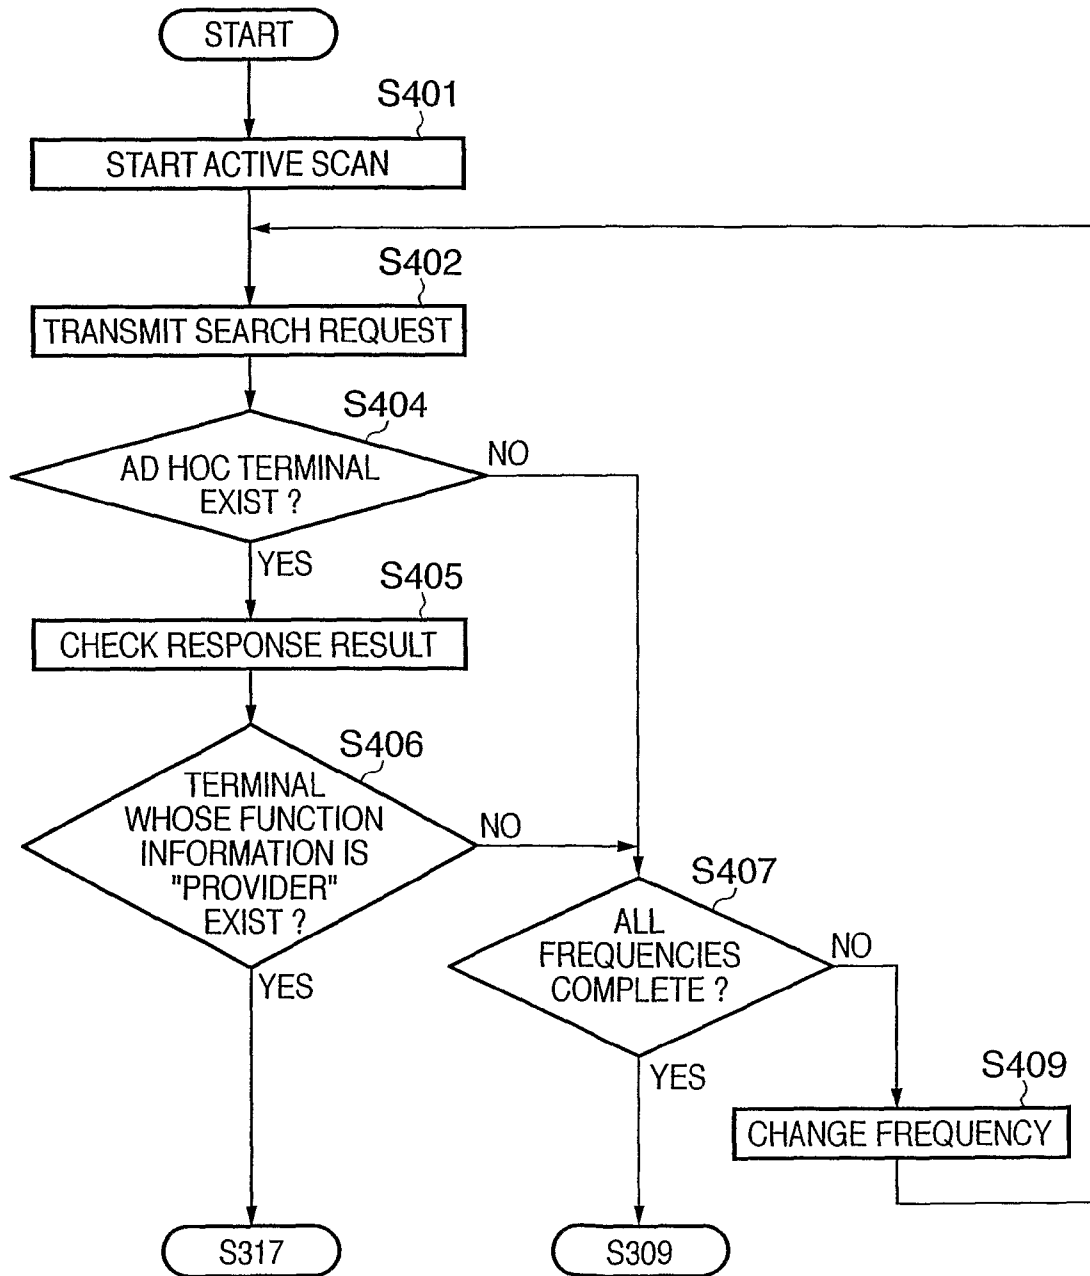 START
S401
START ACTIVE SCAN
S402
TRANSMIT SEARCH REQUEST
S404
AD HOC TERMINAL
EXIST ?
NO
YES
S405
CHECK RESPONSE RESULT
S406
TERMINAL
WHOSE FUNCTION
INFORMATION IS
"PROVIDER"
EXIST ?
NO
YES
S407
ALL
FREQUENCIES
COMPLETE ?
NO
YES
S409
CHANGE FREQUENCY
S317
S309